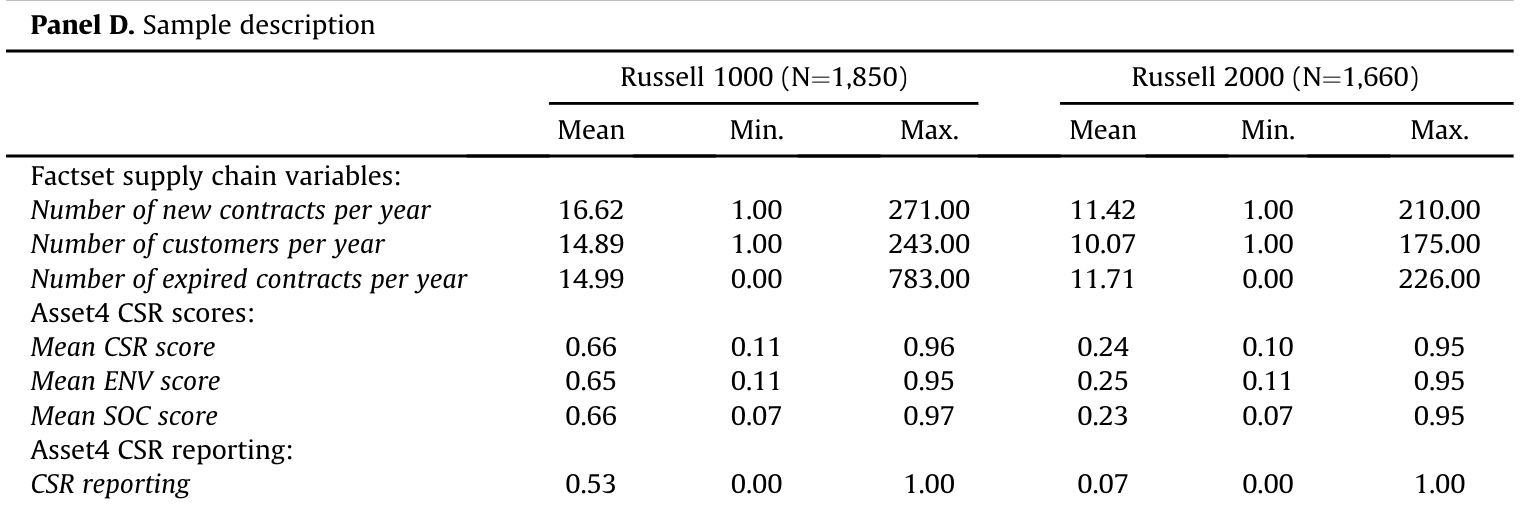 Panel D. Sample description
Russell 1000 (N=1,850) Russell 2000 (N=1,660)
Mean Min. Max. Mean Min. Max.
Factset supply chain variables:
Number of new contracts per year 16.62 1.00 271.00 11.42 1.00 210.00
Number of customers per year 14.89 1.00 243.00 10.07 1.00 175.00
Number of expired contracts per year 14.99 0.00 783.00 11.71 0.00 226.00
Asset4 CSR scores:
Mean CSR score 0.66 0.11 0.96 0.24 0.10 0.95
Mean ENV score 0.65 0.11 0.95 0.25 0.11 0.95
Mean SOC score 0.66 0.07 0.97 0.23 0.07 0.95
Asset4 CSR reporting:
CSR reporting 0.53 0.00 1.00 0.07 0.00 1.00